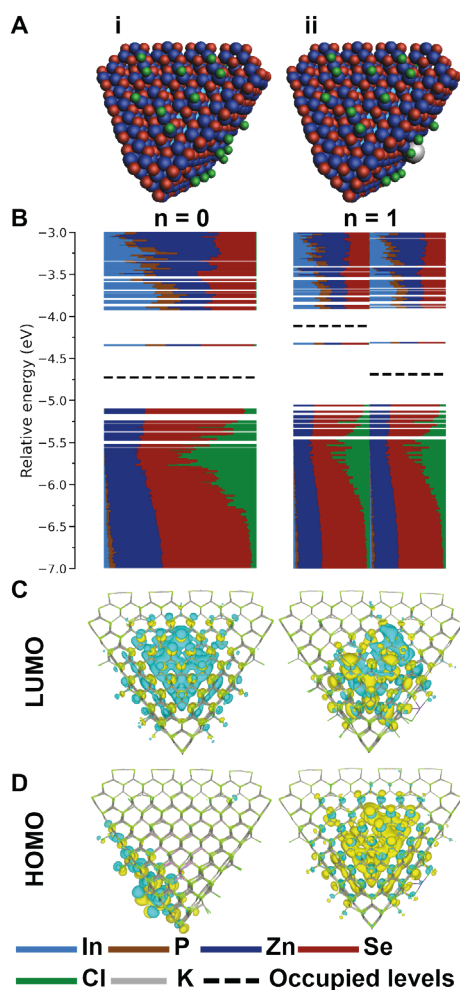 A i ii
B n = 0 n = 1
Relative energy (eV)
−3.0
−3.5
−4.0
−4.5
−5.0
−5.5
−6.0
−6.5
−7.0
C
LUMO
D
HOMO
In P Zn Se
Cl K Occupied levels